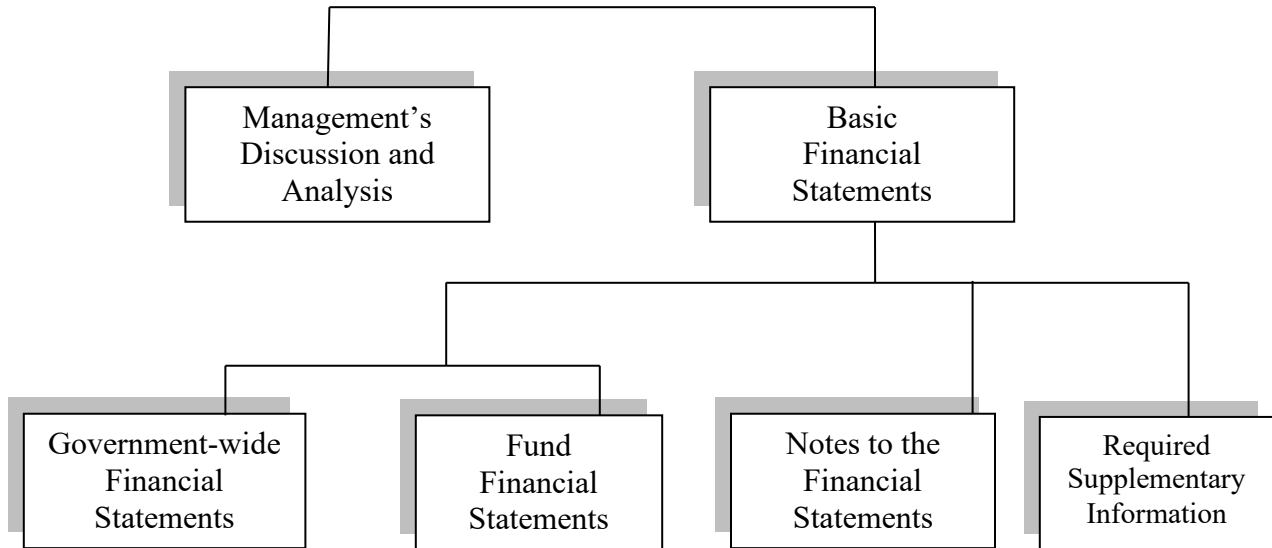 Management’s
Discussion and
Analysis
Basic
Financial
Statements
Government-wide
Financial
Statements
Fund
Financial
Statements
Notes to the
Financial
Statements
Required
Supplementary
Information